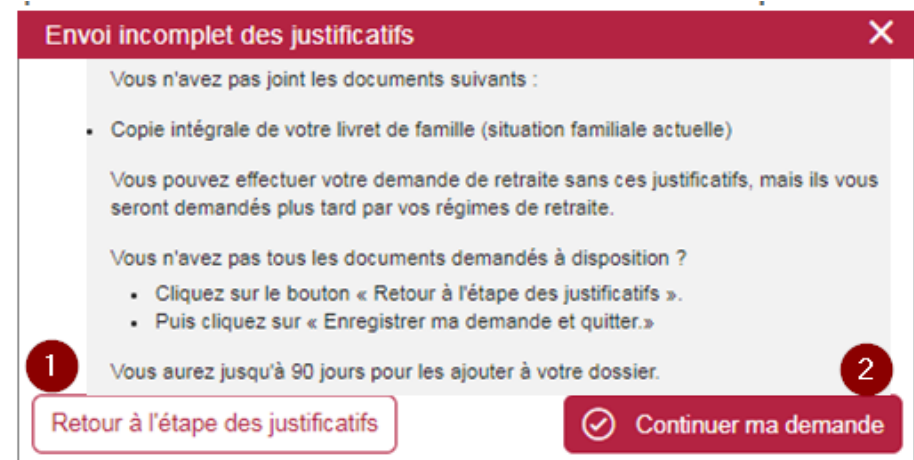 Envoi incomplet des justificatifs
Vous n'avez pas joint les documents suivants :
• Copie intégrale de votre livret de famille (situation familiale actuelle)
Vous pouvez effectuer votre demande de retraite sans ces justificatifs, mais ils vous
seront demandés plus tard par vos régimes de retraite.
Vous n'avez pas tous les documents demandés à disposition ?
• Cliquez sur le bouton « Retour à l'étape des justificatifs ».
• Puis cliquez sur « Enregistrer ma demande et quitter.»
Vous aurez jusqu'à 90 jours pour les ajouter à votre dossier.
1
2
Retour à l'étape des justificatifs
Continuer ma demande